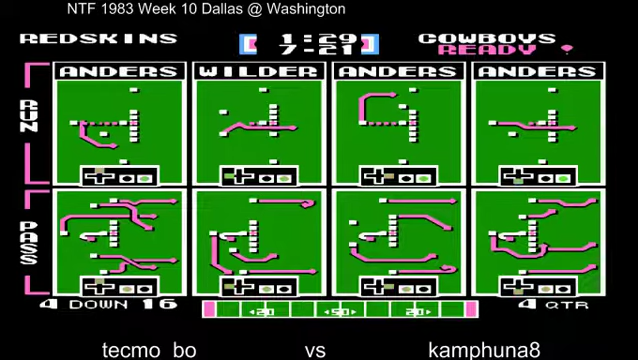 NTF 1983 Week 10 Dallas @ Washington
REDSKINS 1:29 COWBOYS
7-21 READY
ANDERS WILDER ANDERS ANDERS
RUN
PASS
4 DOWN 16 4 QTR
20 50 20
tecmo_bo vs kamphuna8